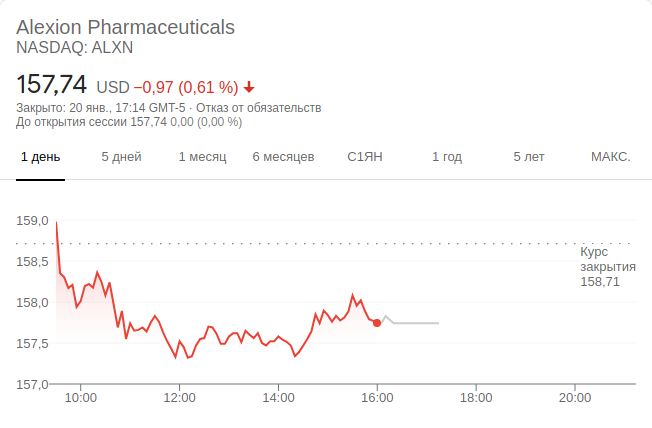 Alexion Pharmaceuticals
NASDAQ: ALXN
157,74 USD −0,97 (0,61 %)
Закрыто: 20 янв., 17:14 GMT-5 · Отказ от обязательств
До открытия сессии 157,74 0,00 (0,00 %)
1 день 5 дней 1 месяц 6 месяцев С1ЯН 1 год 5 лет МАКС.
159,0
Курс
закрытия
158,71
158,5
158,0
157,5
157,0
10:00 12:00 14:00 16:00 18:00 20:00